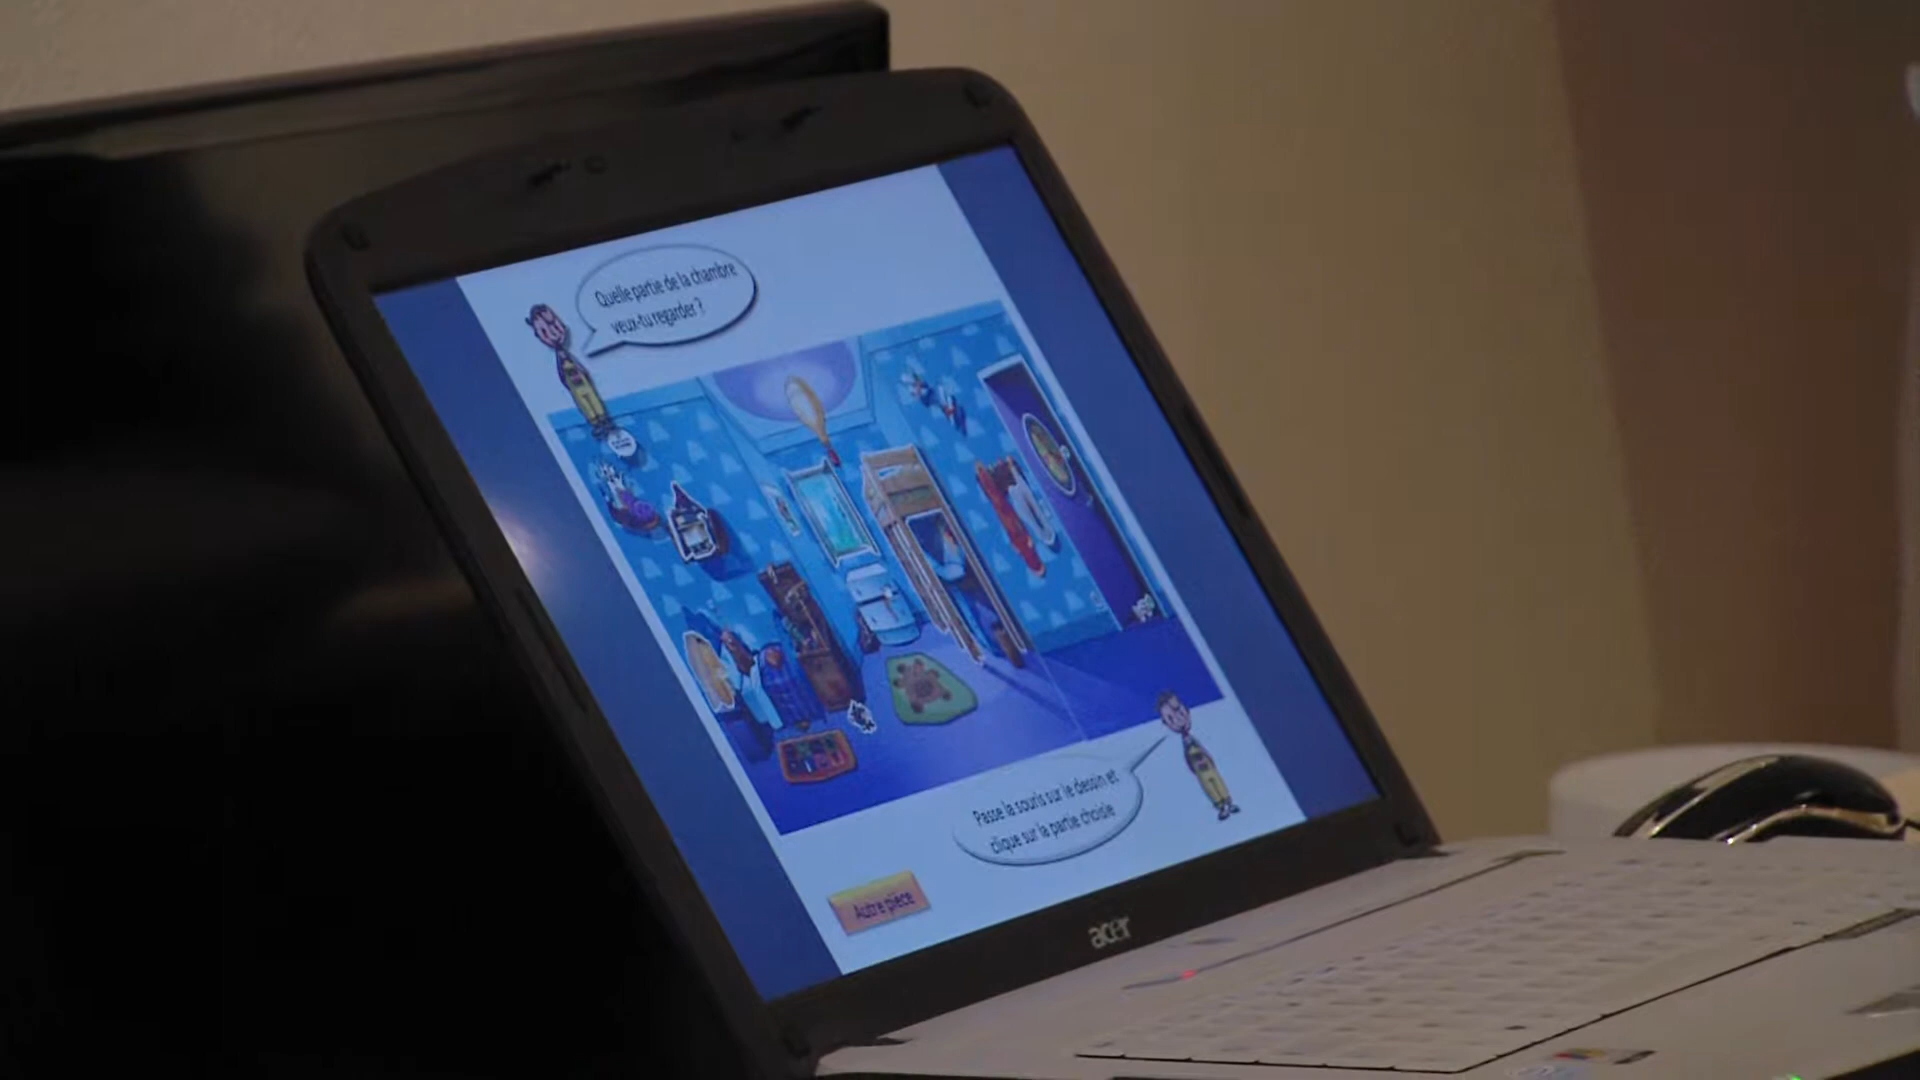 Quelle partie de la chambre
veux-tu regarder ?
Passe la souris sur le dessin et
clique sur la partie choisie
Autre pièce
acer